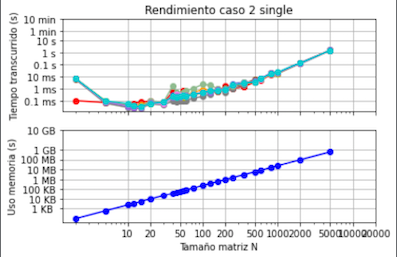 Rendimiento caso 2 single
Tiempo transcurrido (s)
10 min
1 min
10 s
1 s
10 ms
1 ms
0.1 ms
Uso memoria (s)
10 GB
1 GB
100 MB
10 MB
1 MB
100 KB
10 KB
1 KB
10 20 50 100 200 500 1000 2000 5000 10000 20000
Tamaño matriz N